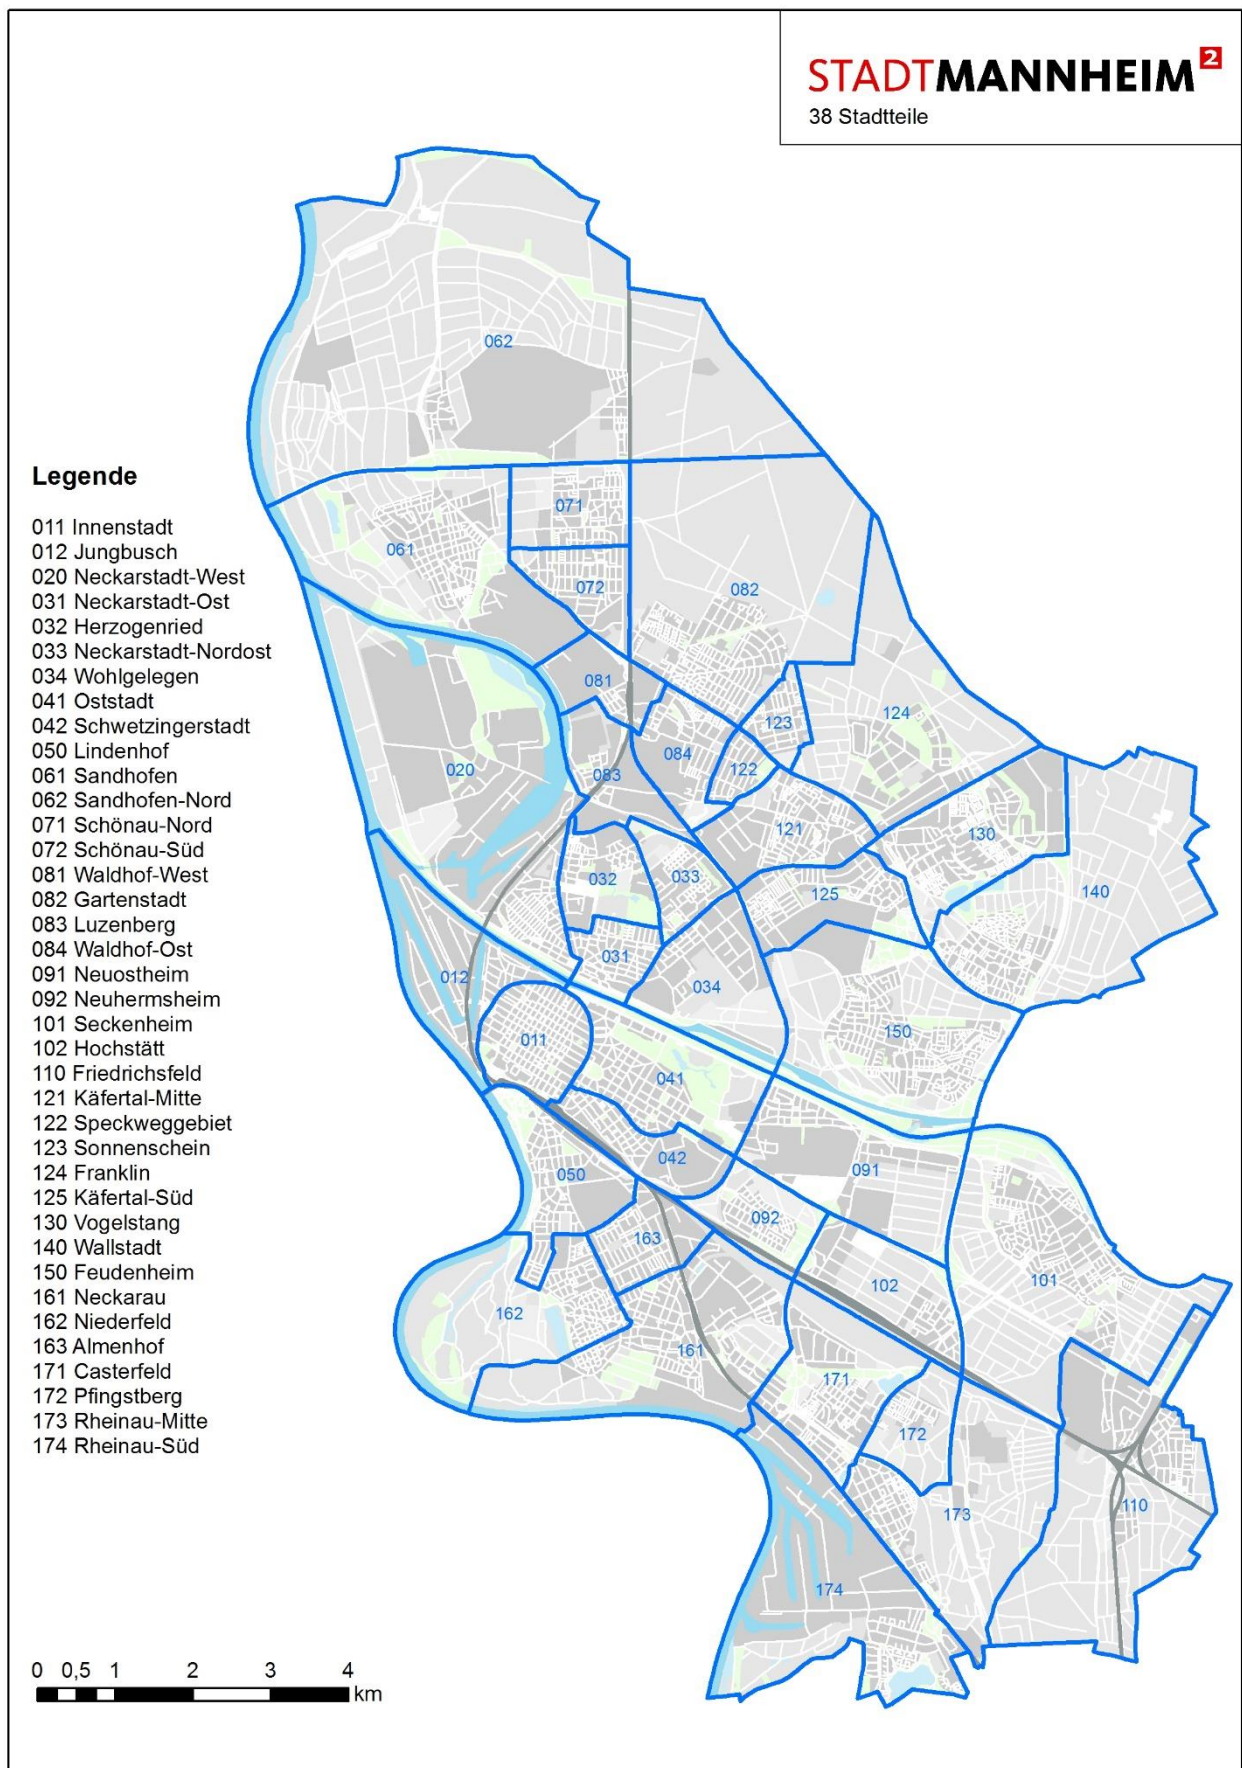 STADTMANNHEIM²
38 Stadtteile
062
Legende
011 Innenstadt
012 Jungbusch
020 Neckarstadt-West
031 Neckarstadt-Ost
032 Herzogenried
033 Neckarstadt-Nordost
034 Wohlgelegen
041 Oststadt
042 Schwetzingerstadt
050 Lindenhof
061 Sandhofen
062 Sandhofen-Nord
071 Schönau-Nord
072 Schönau-Süd
081 Waldhof-West
082 Gartenstadt
083 Luzenberg
084 Waldhof-Ost
091 Neuostheim
092 Neuhermsheim
101 Seckenheim
102 Hochstätt
110 Friedrichsfeld
121 Käfertal-Mitte
122 Speckweggebiet
123 Sonnenschein
124 Franklin
125 Käfertal-Süd
130 Vogelstang
140 Wallstadt
150 Feudenheim
161 Neckarau
162 Niederfeld
163 Almenhof
171 Casterfeld
172 Pfingstberg
173 Rheinau-Mitte
174 Rheinau-Süd
071
061
072
082
081
123
124
084
020
083
122
121
130
032
033
125
140
031
012
034
011
150
041
042
091
050
092
163
102
101
162
161
171
172
110
173
174
0 0,5 1 2 3 4
km